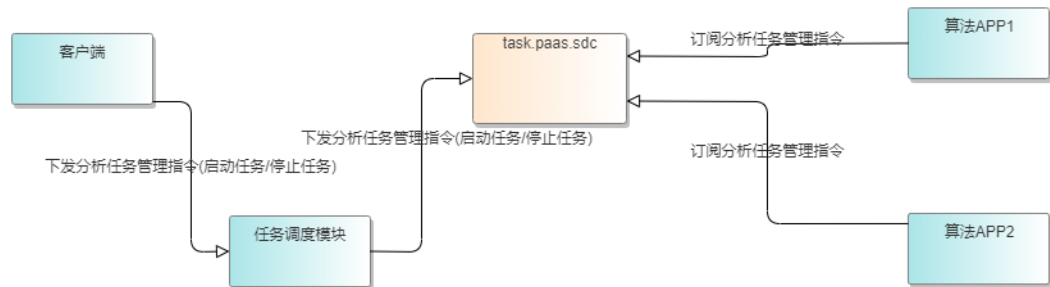 客户端
task.paas.sdc
算法APP1
订阅分析任务管理指令
下发分析任务管理指令(启动任务/停止任务)
下发分析任务管理指令(启动任务/停止任务)
订阅分析任务管理指令
任务调度模块
算法APP2